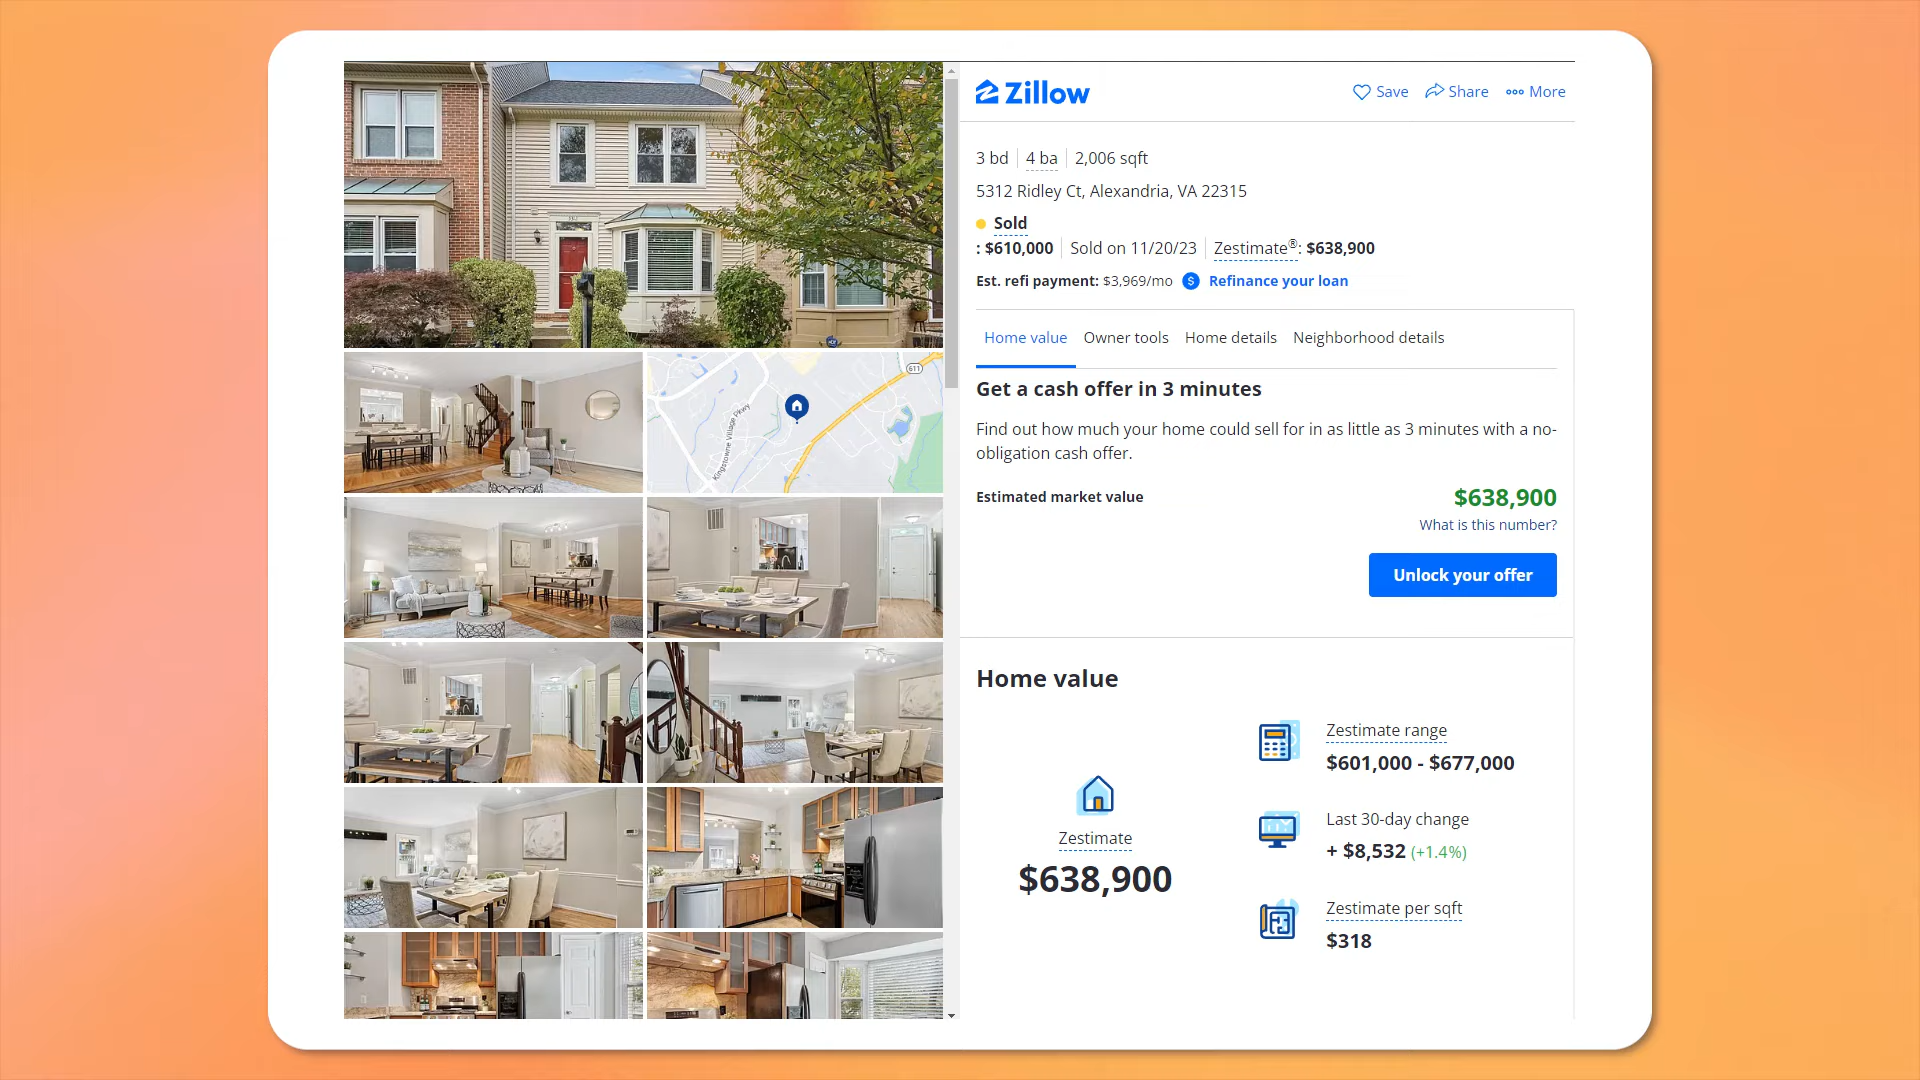 Zillow
Save
Share
More
3 bd
4 ba
2,006 sqft
5312 Ridley Ct, Alexandria, VA 22315
Sold
: $610,000
Sold on 11/20/23
Zestimate®: $638,900
Est. refi payment: $3,969/mo
$
Refinance your loan
Home value
Owner tools
Home details
Neighborhood details
611
Kingstowne Village Pkwy
Get a cash offer in 3 minutes
Find out how much your home could sell for in as little as 3 minutes with a no-
obligation cash offer.
Estimated market value
$638,900
What is this number?
Unlock your offer
Home value
Zestimate
$638,900
Zestimate range
$601,000 - $677,000
Last 30-day change
+ $8,532 (+1.4%)
Zestimate per sqft
$318